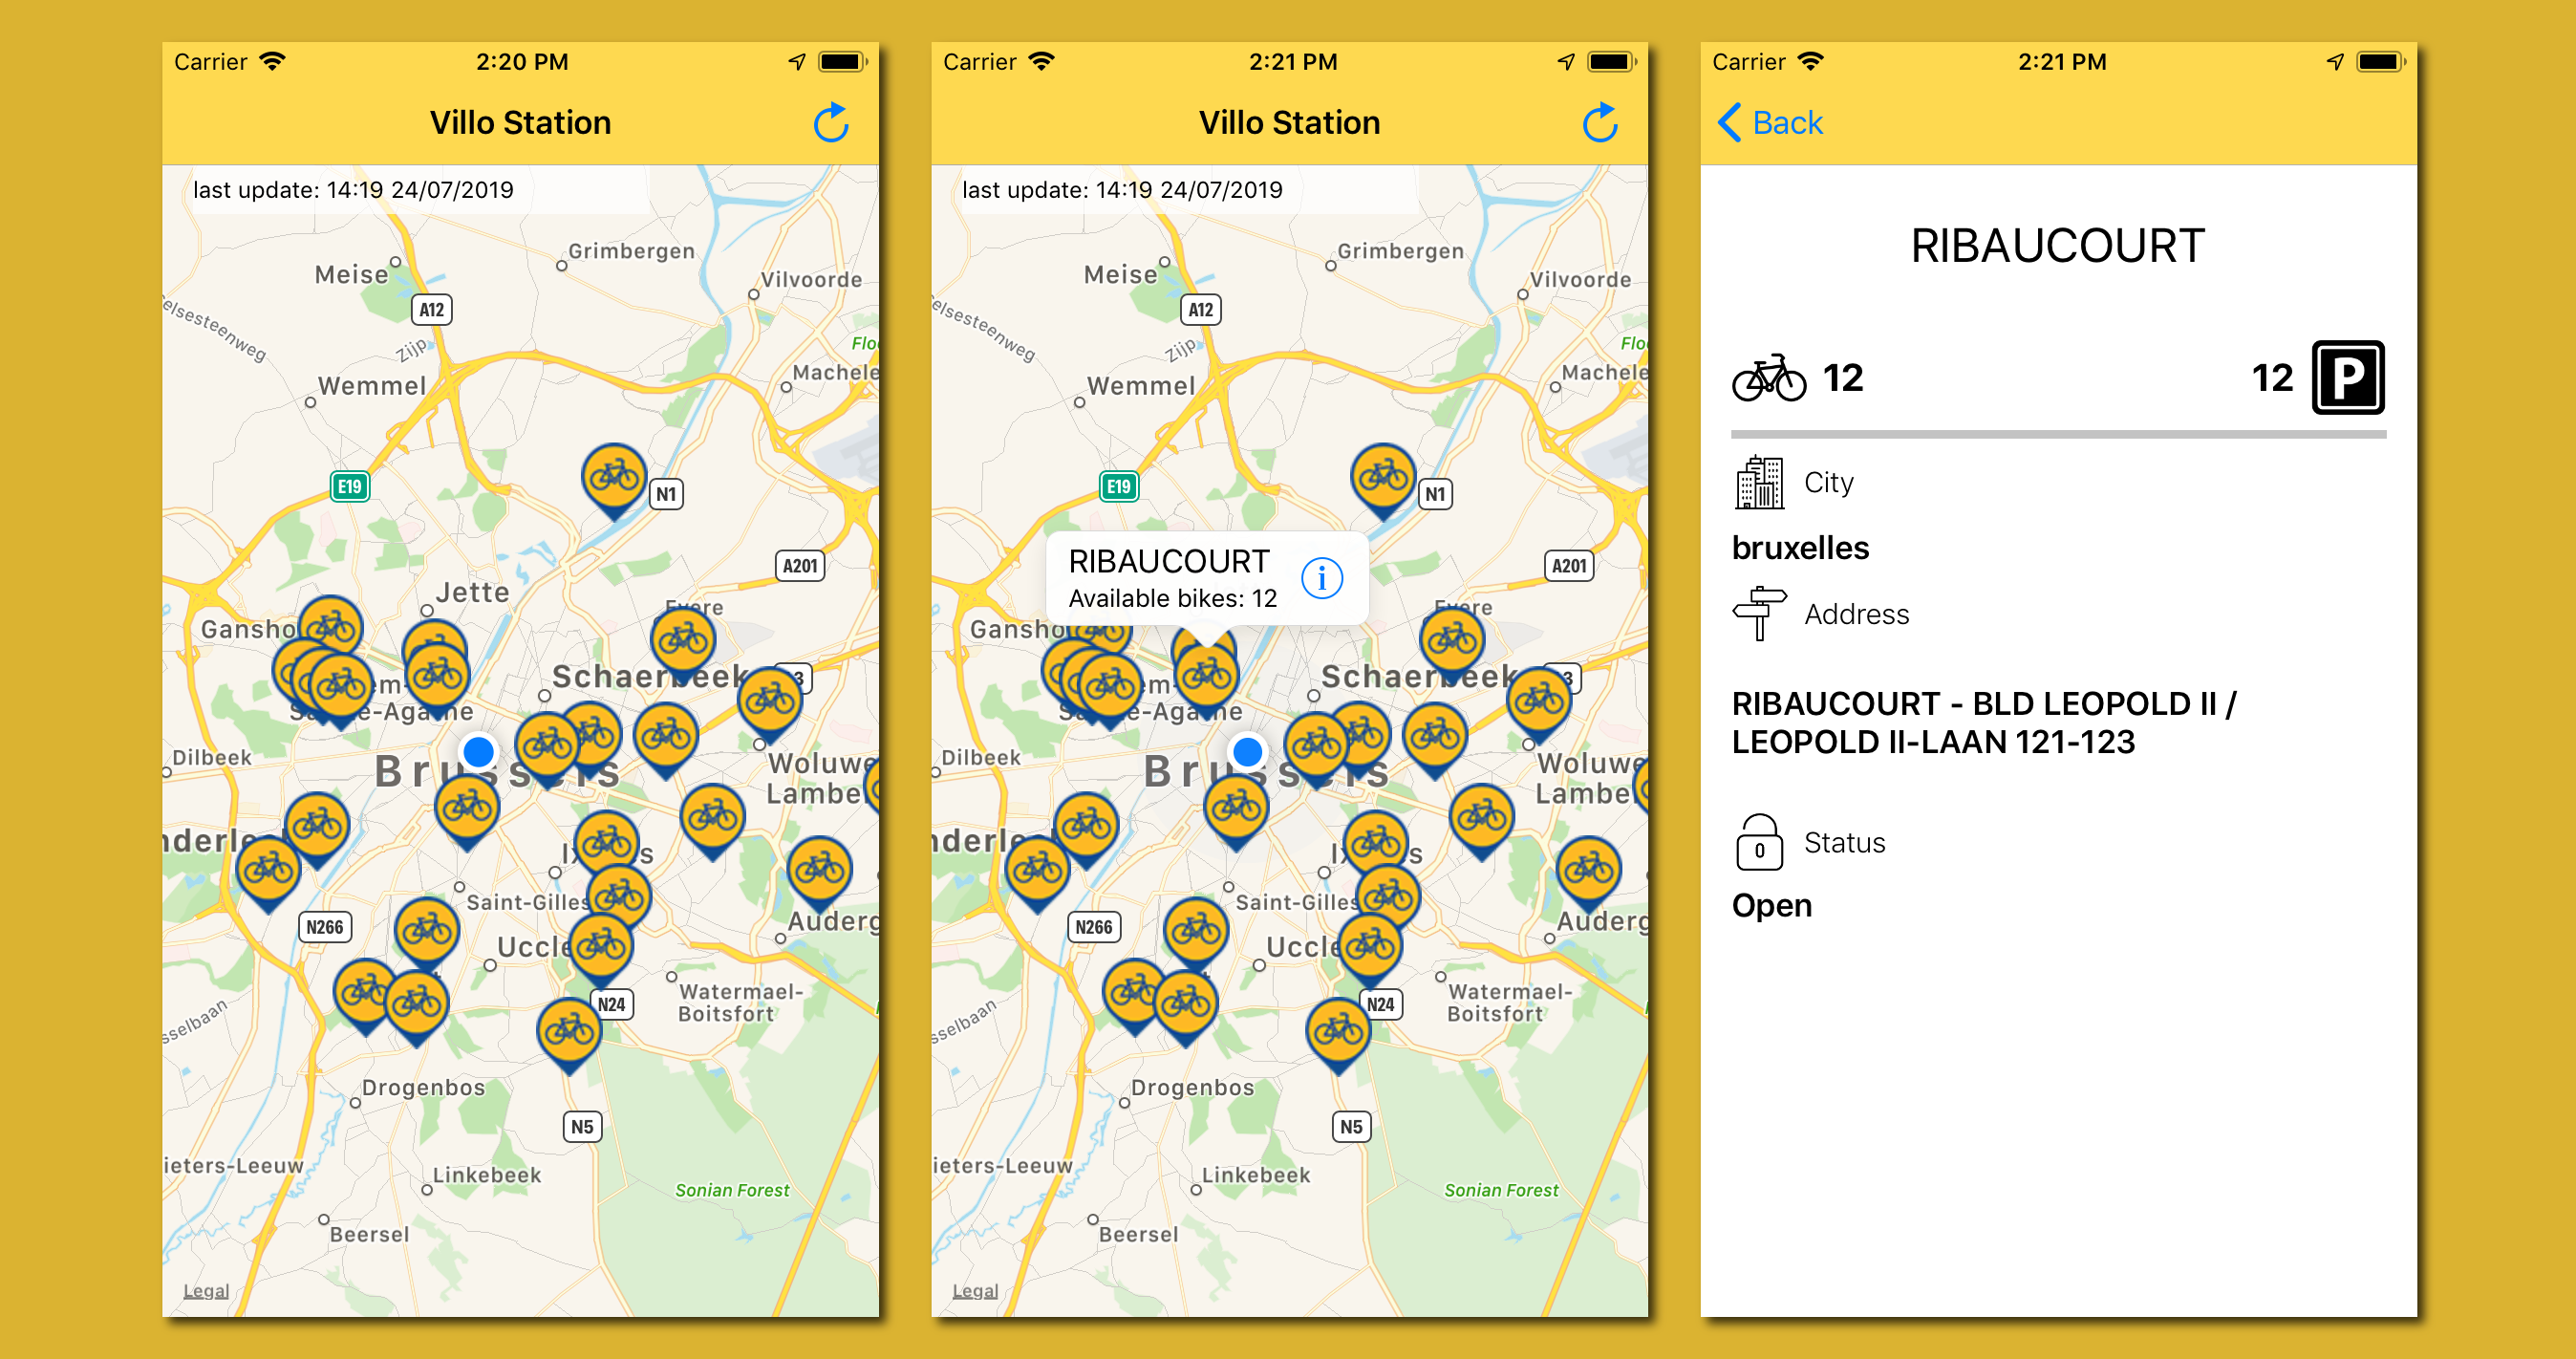 Carrier 2:20 PM
Villo Station
last update: 14:19 24/07/2019
Grimbergen
Meise
Vilvoorde
A12
elsesteenweg
Zijp
Flo
Machele
Wemmel
E19
N1
A201
Jette
Evere
Gansho
Schaerbeek
3
em-
e-Aga
ne
Dilbeek
Brussels
Woluwe
Lambe
nderle
Ix
s
Saint-Gilles
N266
Auderg
Uccle
Watermael-
Boitsfort
N24
sselbaan
Drogenbos
N5
ieters-Leeuw
Linkebeek
Sonian Forest
Beersel
Legal
Carrier 2:21 PM
Villo Station
last update: 14:19 24/07/2019
Grimbergen
Meise
Vilvoorde
A12
elsesteenweg
Zijp
Flo
Machele
Wemmel
E19
N1
RIBAUCOURT
Available bikes: 12
A201
Evere
Gansho
Schaerbeek
3
em-
e-Aga
ne
Dilbeek
Brussels
Woluwe
Lambe
nderle
Ix
s
Saint-Gilles
N266
Auderg
Uccle
Watermael-
Boitsfort
N24
sselbaan
Drogenbos
N5
ieters-Leeuw
Linkebeek
Sonian Forest
Beersel
Legal
Carrier 2:21 PM
Back
RIBAUCOURT
12 12 P
City
bruxelles
Address
RIBAUCOURT - BLD LEOPOLD II /
LEOPOLD II-LAAN 121-123
Status
Open